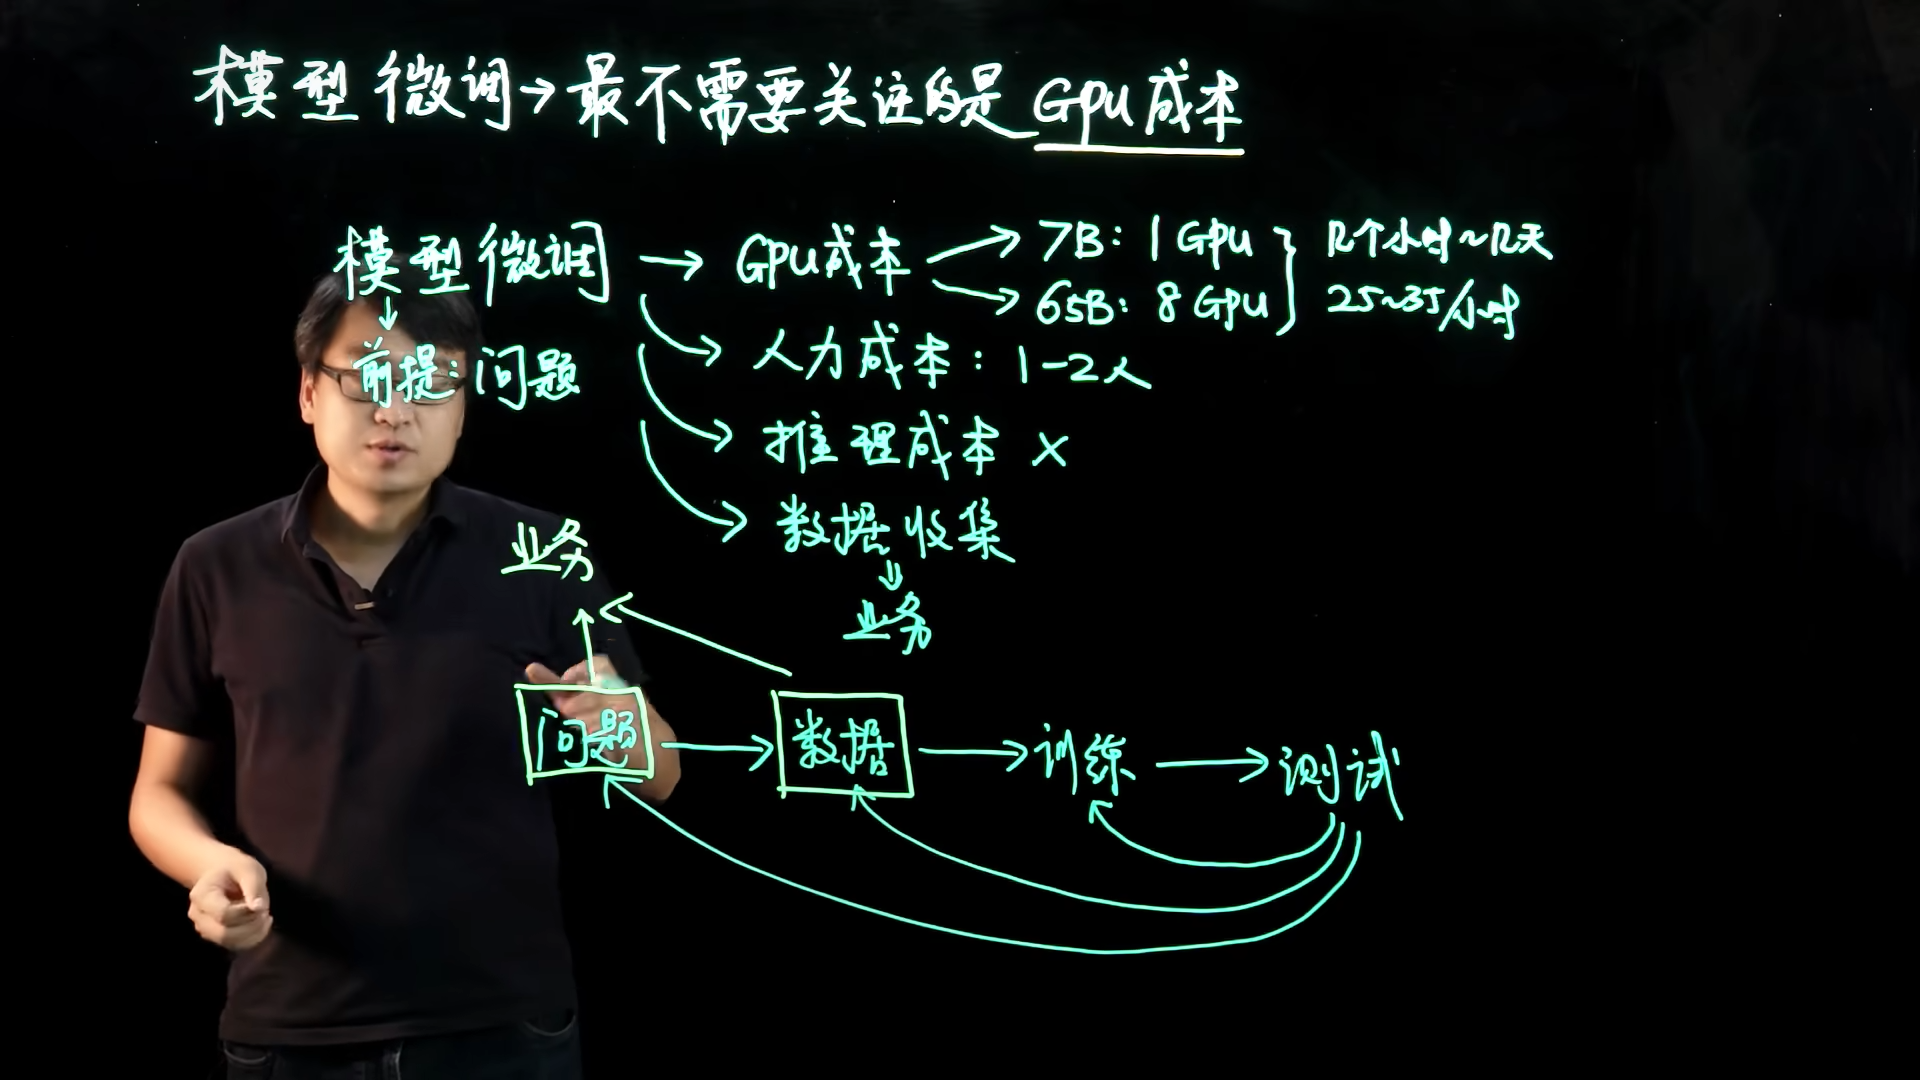 模型微调→最不需要关注的是GPU成本
模型微调→GPU成本→7B: 1 GPU } 几个小时~几天
→65B: 8 GPU } 25~35/小时
↓
前提:问题
→人力成本: 1-2人
→推理成本 ×
→数据收集
↓
业务
业务
问题→数据→训练→测试